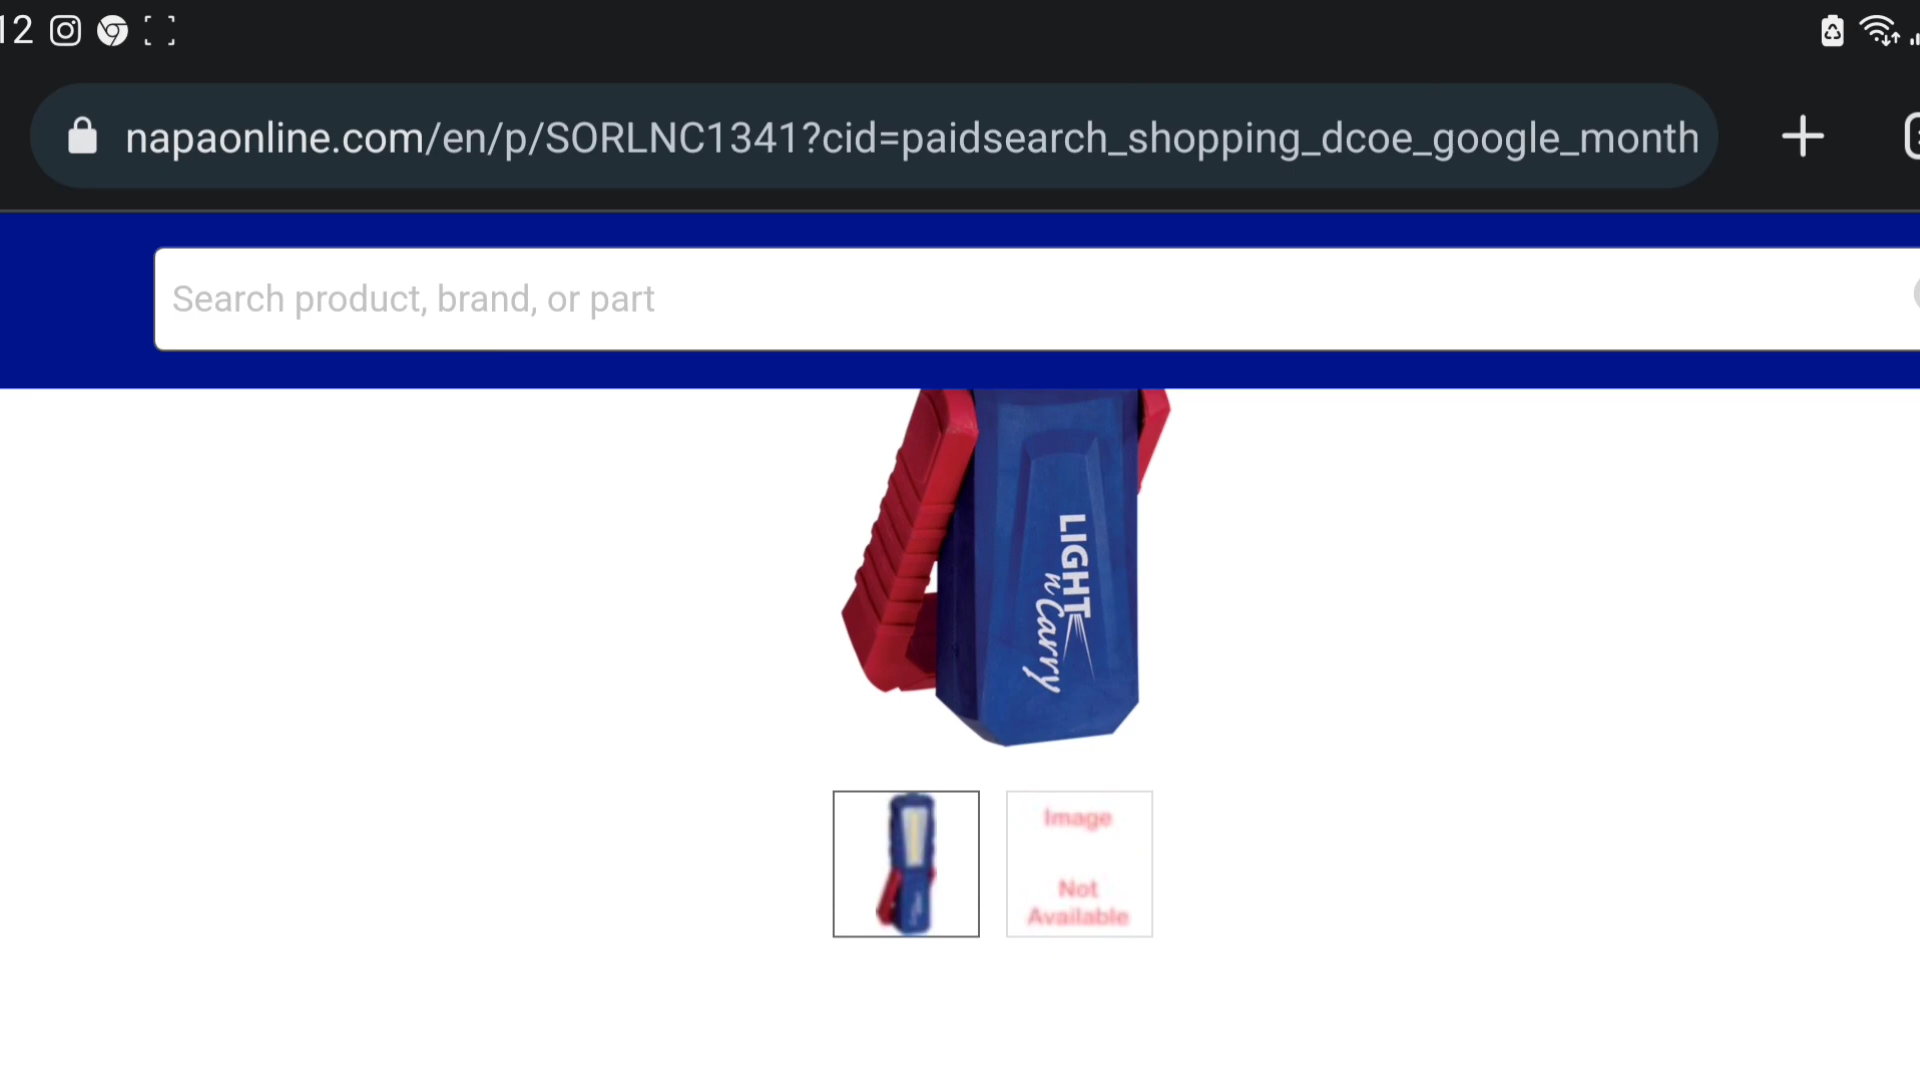 12
napaonline.com/en/p/SORLNC1341?cid=paidsearch_shopping_dcoe_google_month
Search product, brand, or part
LIGHT
n Carry
Image
Not
Available